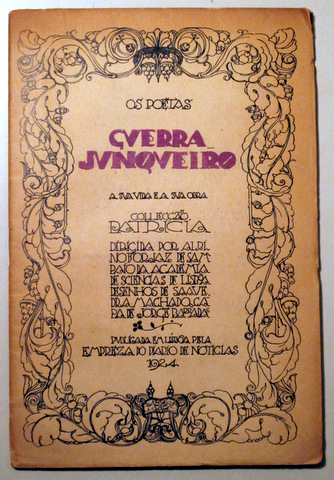 OS POETAS
GUERRA
JUNQUEIRO
A SUA VIDA E A SUA OBRA
COLLECÇÃO
PATRICIA
DIRIGIDA POR ALBI
NO FORJAZ DE SAM
PAIO DA ACADEMIA
DE SCIENCIAS DE LISBOA
DESENHOS DE SAAVE
DRA MACHADO, CA
PA DE JORGE BARRADAS
PUBLIGADA EM LISBOA PELA
EMPREZA DO DIARIO DE NOTICIAS
1924